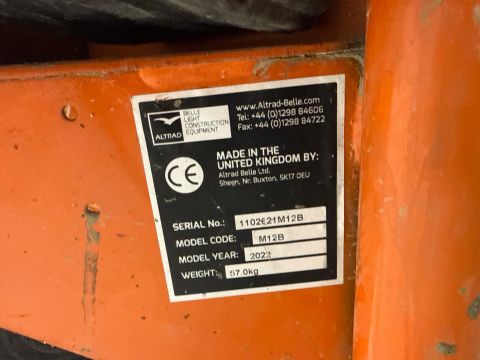 ALTRAD
BELLE
LIGHT
CONSTRUCTION
EQUIPMENT
www.Altrad-Belle.com
Tel: +44 (0)1298 84606
Fax: +44 (0)1298 84722
CE
MADE IN THE
UNITED KINGDOM BY:
Altrad Belle Ltd.
Sheen, Nr. Buxton, SK17 0EU
SERIAL No.: 1102621M12B
MODEL CODE: M12B
MODEL YEAR: 2022
WEIGHT: 57.0kg